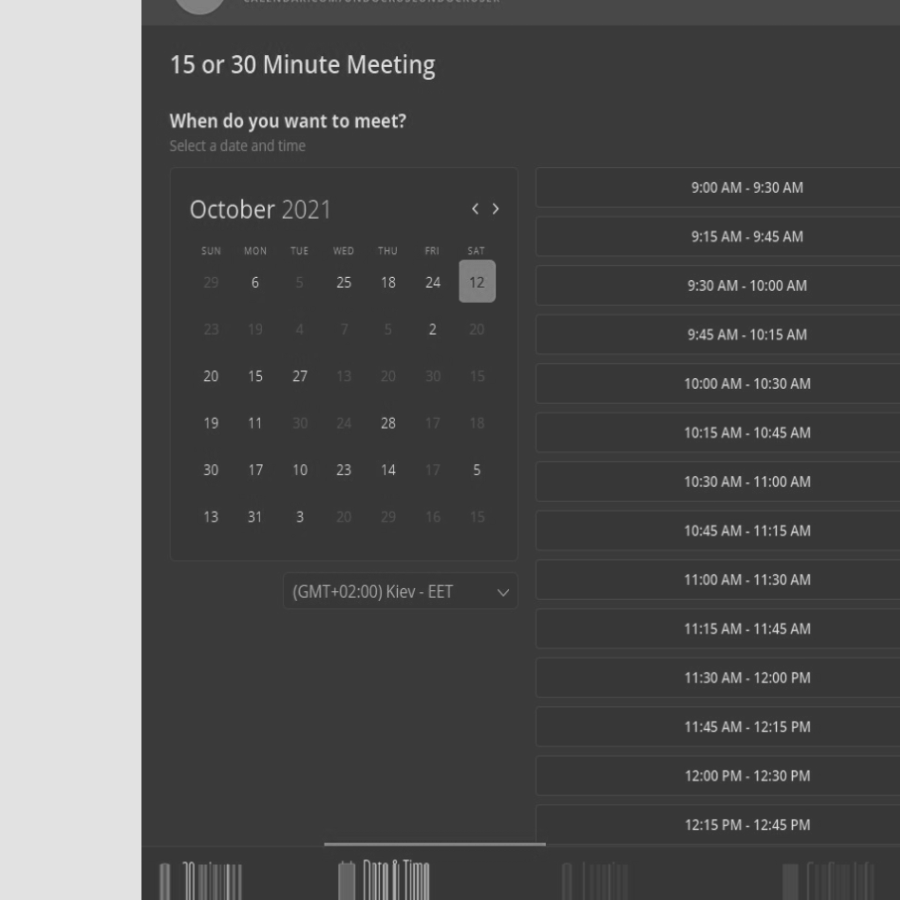 15 or 30 Minute Meeting
When do you want to meet?
Select a date and time
October 2021
SUN MON TUE WED THU FRI SAT
29 6 5 25 18 24 12
23 19 4 7 5 2 20
20 15 27 13 20 30 15
19 11 30 24 28 17 18
30 17 10 23 14 17 5
13 31 3 20 29 16 15
(GMT+02:00) Kiev - EET
9:00 AM - 9:30 AM
9:15 AM - 9:45 AM
9:30 AM - 10:00 AM
9:45 AM - 10:15 AM
10:00 AM - 10:30 AM
10:15 AM - 10:45 AM
10:30 AM - 11:00 AM
10:45 AM - 11:15 AM
11:00 AM - 11:30 AM
11:15 AM - 11:45 AM
11:30 AM - 12:00 PM
11:45 AM - 12:15 PM
12:00 PM - 12:30 PM
12:15 PM - 12:45 PM
Date & Time